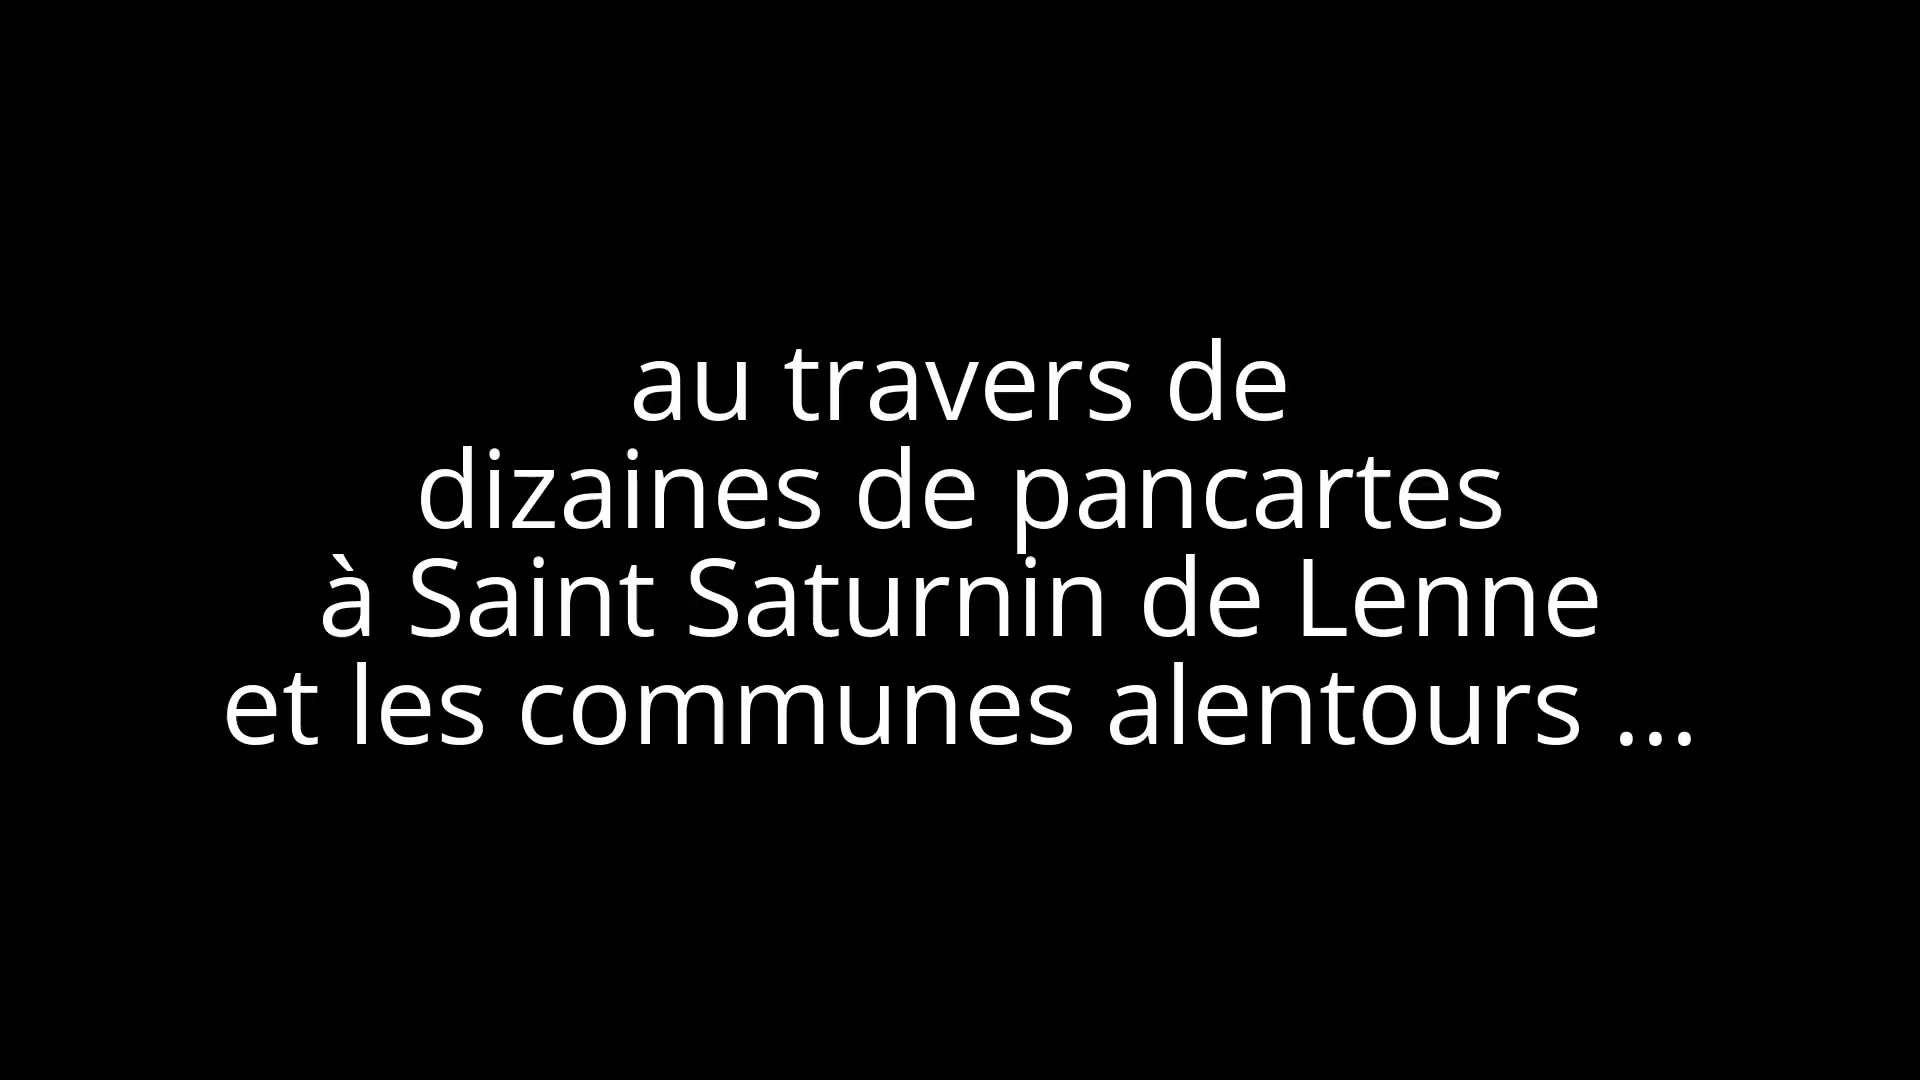 au travers de
dizaines de pancartes
à Saint Saturnin de Lenne
et les communes alentours ...